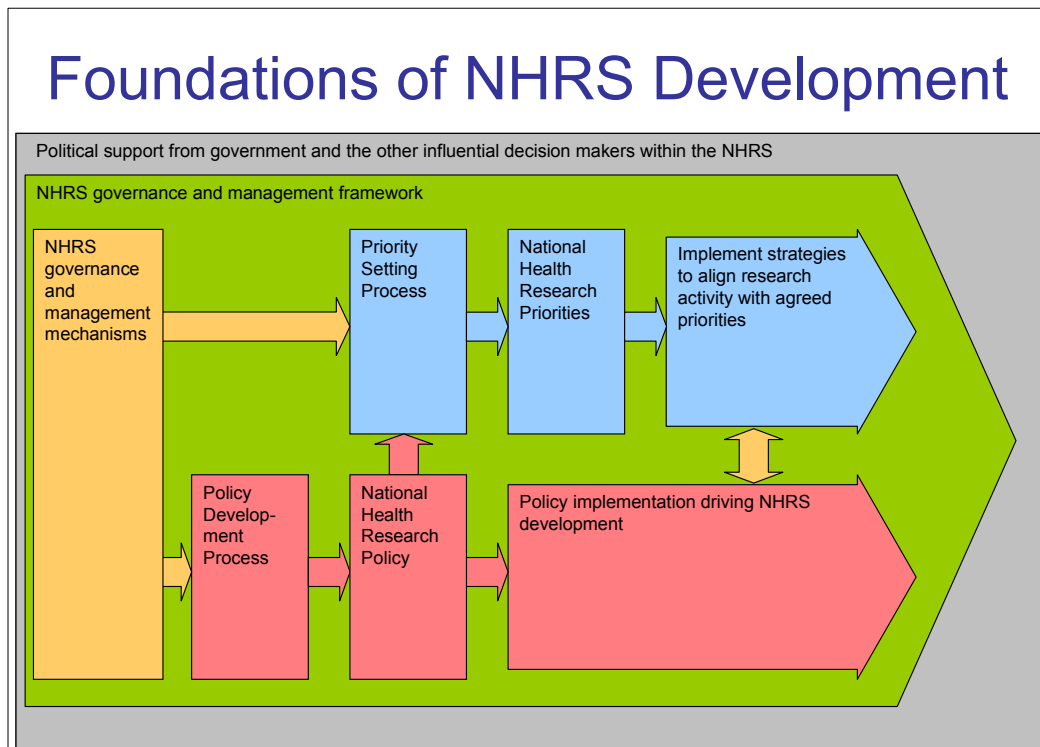 Foundations of NHRS Development
Political support from government and the other influential decision makers within the NHRS
NHRS governance and management framework
NHRS
governance
and
management
mechanisms
Priority
Setting
Process
National
Health
Research
Priorities
Implement strategies
to align research
activity with agreed
priorities
Policy
Develop-
ment
Process
National
Health
Research
Policy
Policy implementation driving NHRS
development